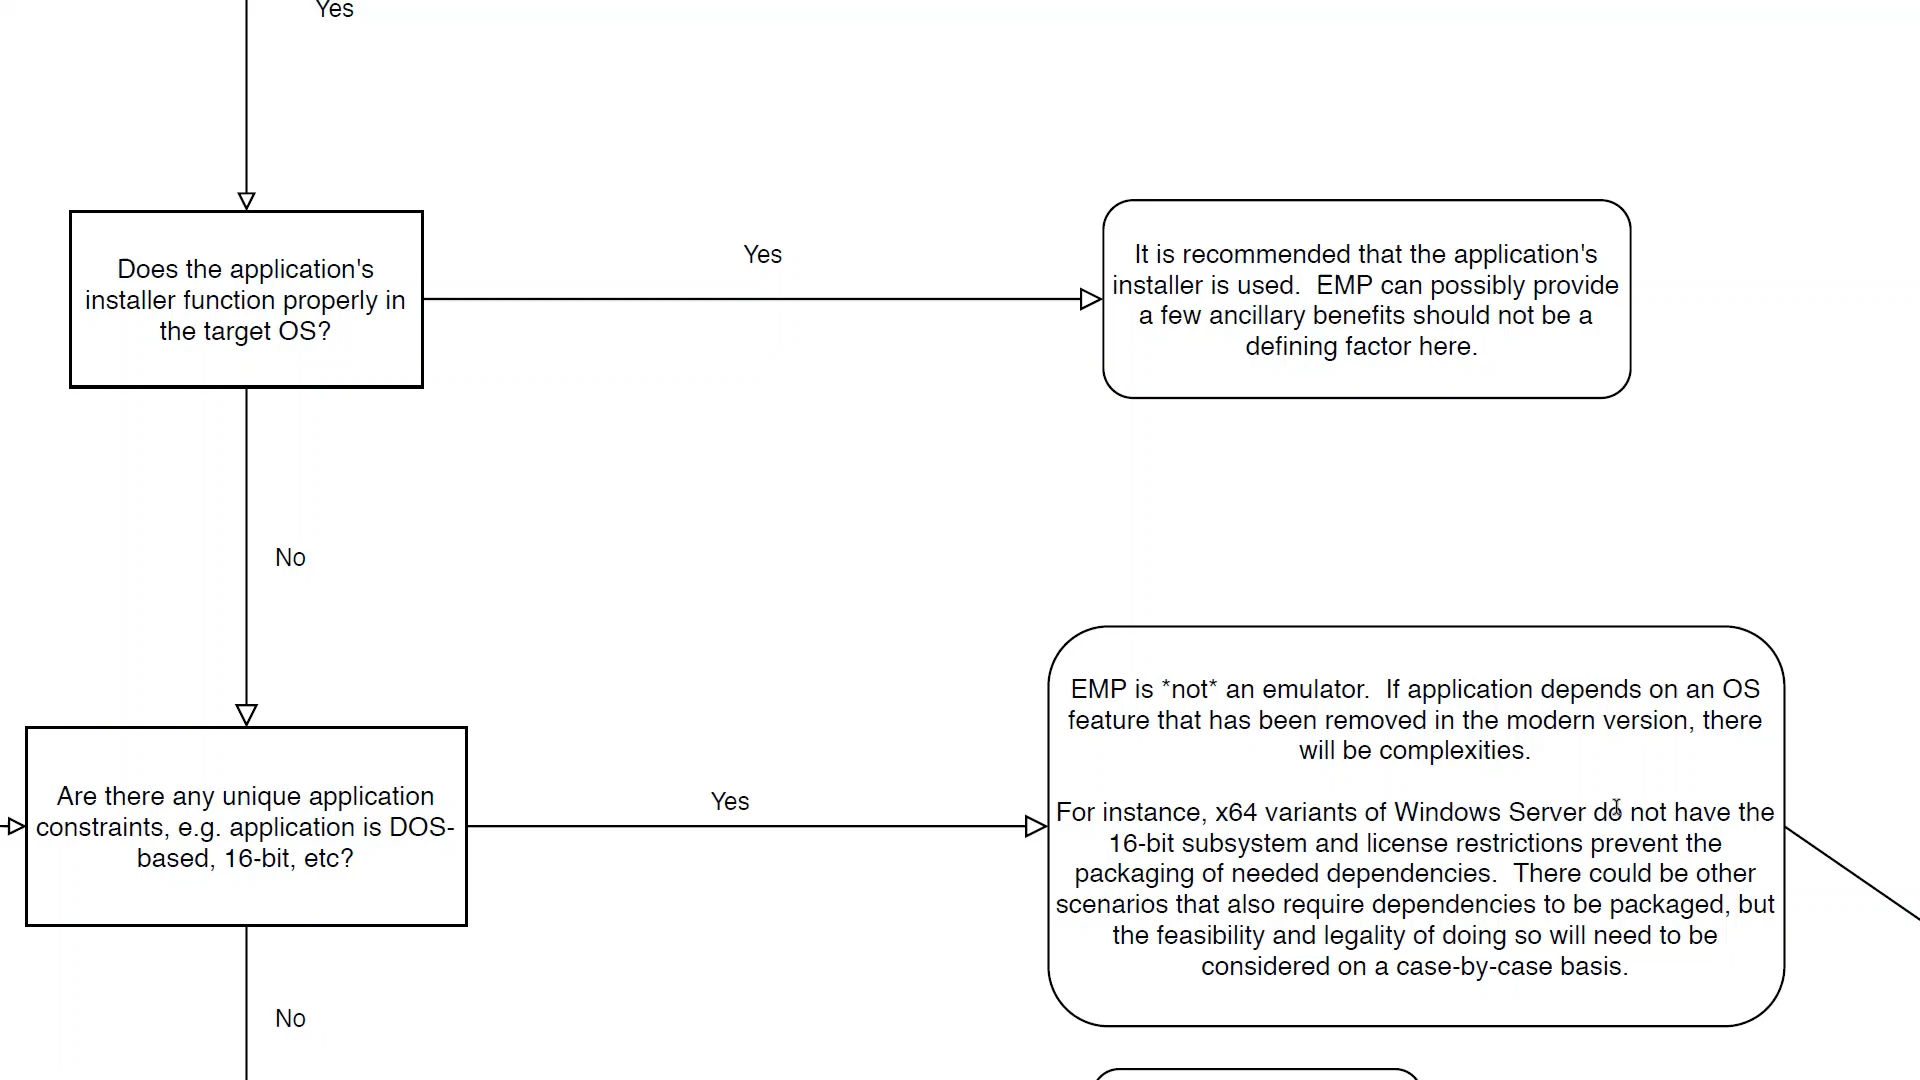 Yes
Does the application's
installer function properly in
the target OS?
Yes
It is recommended that the application's
installer is used.  EMP can possibly provide
a few ancillary benefits should not be a
defining factor here.
No
Are there any unique application
constraints, e.g. application is DOS-
based, 16-bit, etc?
Yes
EMP is *not* an emulator.  If application depends on an OS
feature that has been removed in the modern version, there
will be complexities.
For instance, x64 variants of Windows Server do not have the
16-bit subsystem and license restrictions prevent the
packaging of needed dependencies.  There could be other
scenarios that also require dependencies to be packaged, but
the feasibility and legality of doing so will need to be
considered on a case-by-case basis.
No